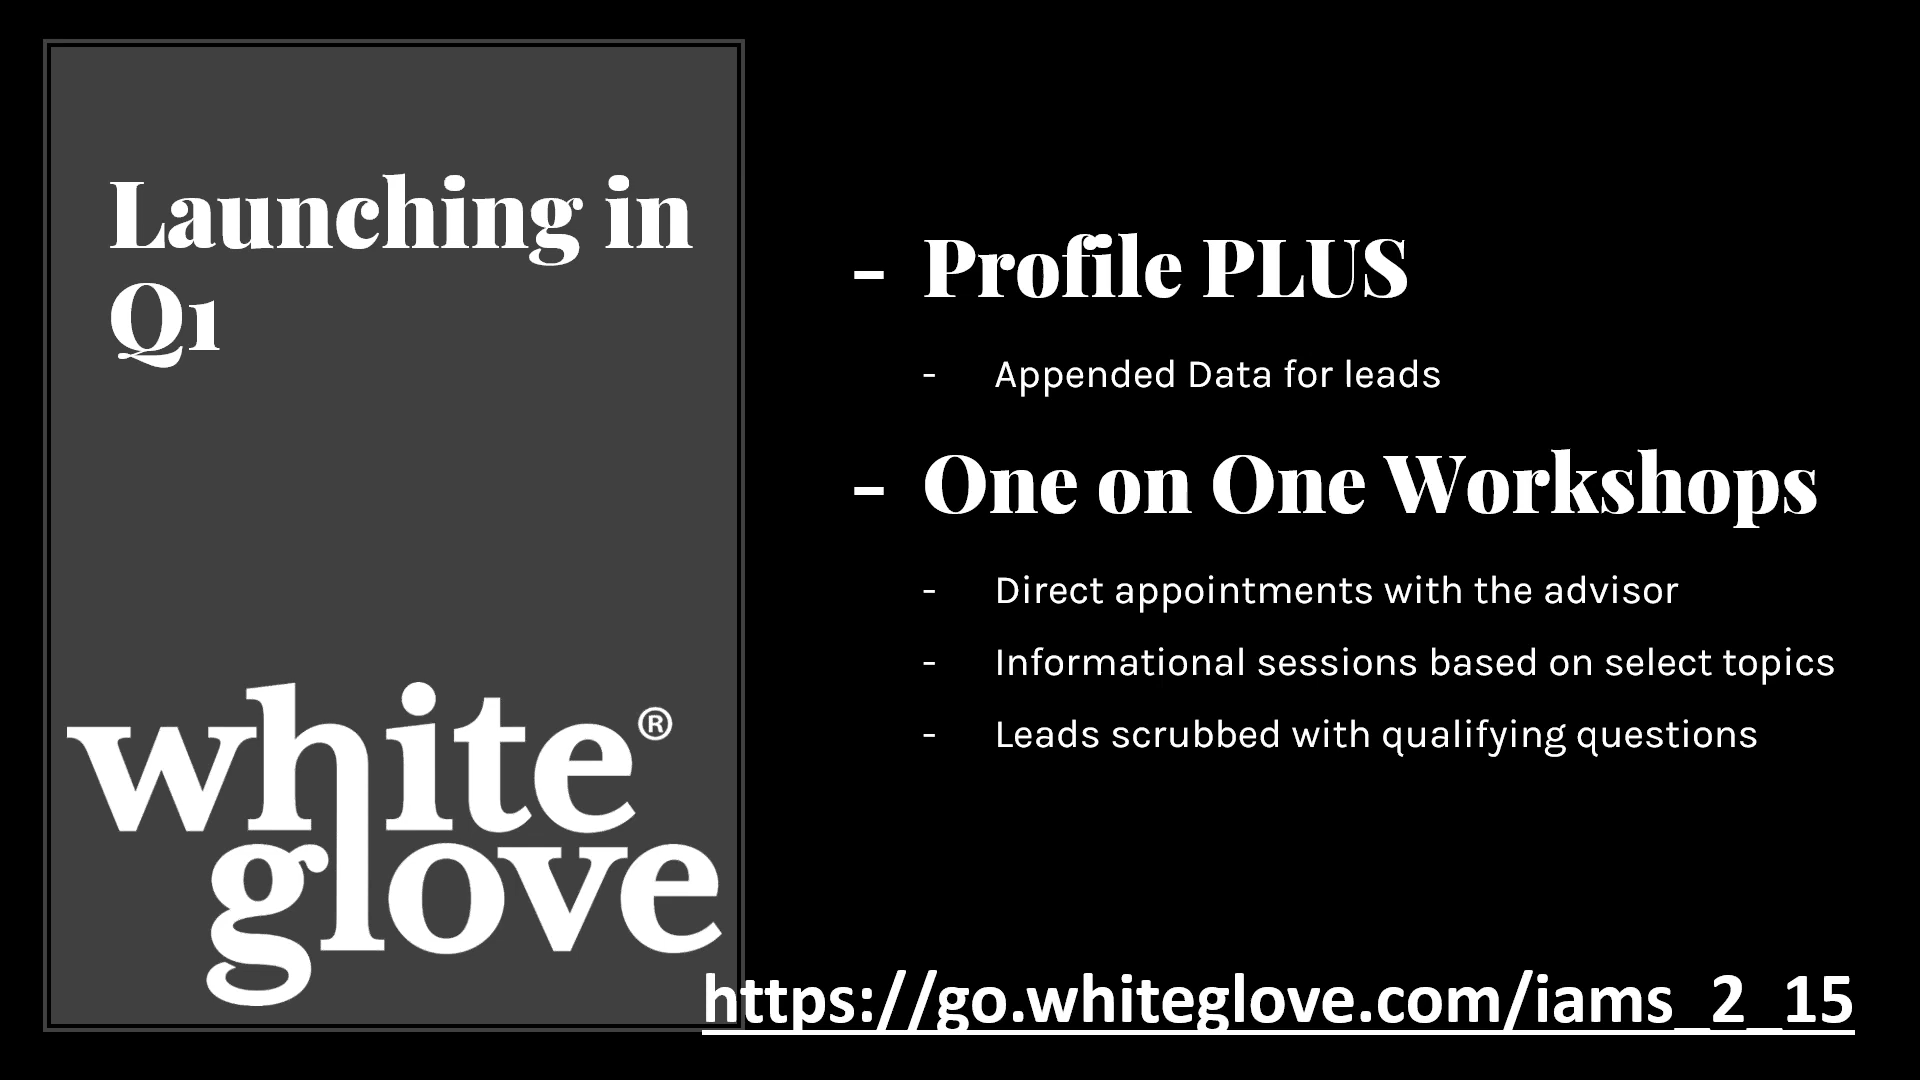 Launching in
Q1
white®
glove
- Profile PLUS
- Appended Data for leads
- One on One Workshops
- Direct appointments with the advisor
- Informational sessions based on select topics
- Leads scrubbed with qualifying questions
https://go.whiteglove.com/iams_2_15